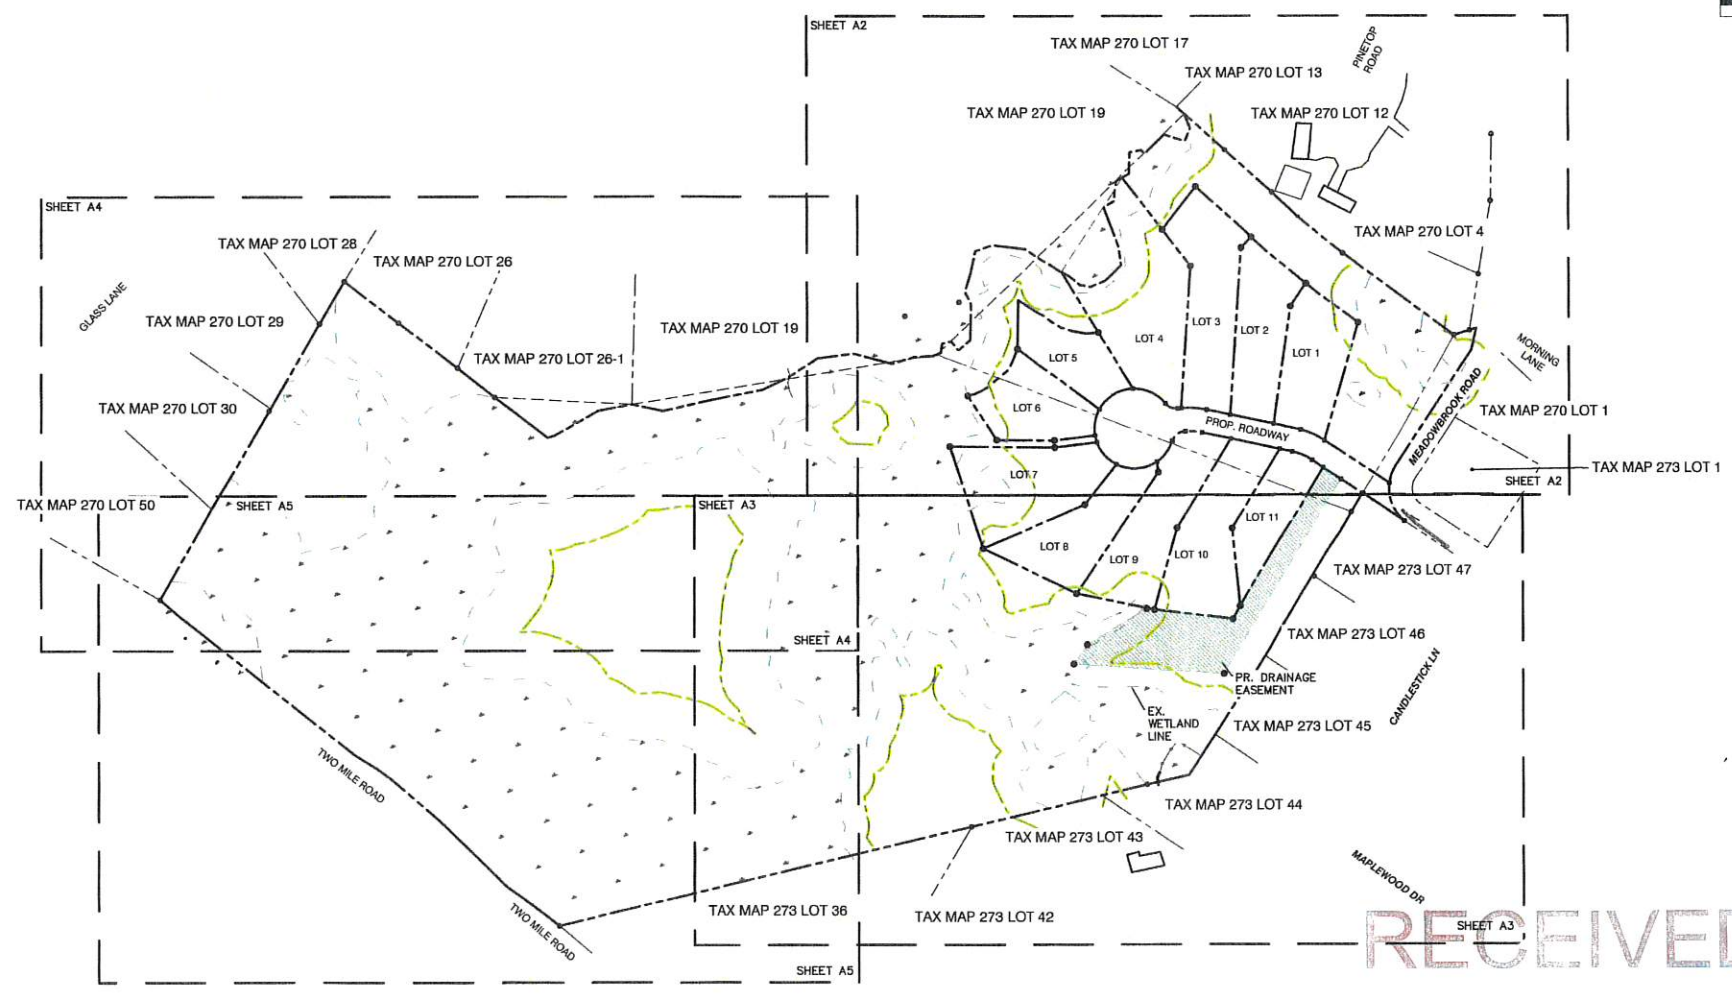 SHEET A2
TAX MAP 270 LOT 17
PINETOP
ROAD
TAX MAP 270 LOT 13
TAX MAP 270 LOT 19
TAX MAP 270 LOT 12
SHEET A4
TAX MAP 270 LOT 28
TAX MAP 270 LOT 26
TAX MAP 270 LOT 4
GLASS LANE
TAX MAP 270 LOT 29
TAX MAP 270 LOT 19
TAX MAP 270 LOT 26-1
LOT 3
LOT 2
LOT 4
LOT 1
LOT 5
MORNING
LANE
MEADOWBROOK ROAD
TAX MAP 270 LOT 30
LOT 6
PROP. ROADWAY
TAX MAP 270 LOT 1
LOT 7
TAX MAP 273 LOT 1
SHEET A2
TAX MAP 270 LOT 50
SHEET A5
SHEET A3
LOT 11
LOT 8
LOT 9
LOT 10
TAX MAP 273 LOT 47
TAX MAP 273 LOT 46
SHEET A4
CANDLESTICK LN
PR. DRAINAGE
EASEMENT
EX.
WETLAND
LINE
TAX MAP 273 LOT 45
TWO MILE ROAD
TAX MAP 273 LOT 44
TAX MAP 273 LOT 43
MAPLEWOOD DR
TAX MAP 273 LOT 36
TAX MAP 273 LOT 42
TWO MILE ROAD
SHEET A3
RECEIVED
SHEET A5